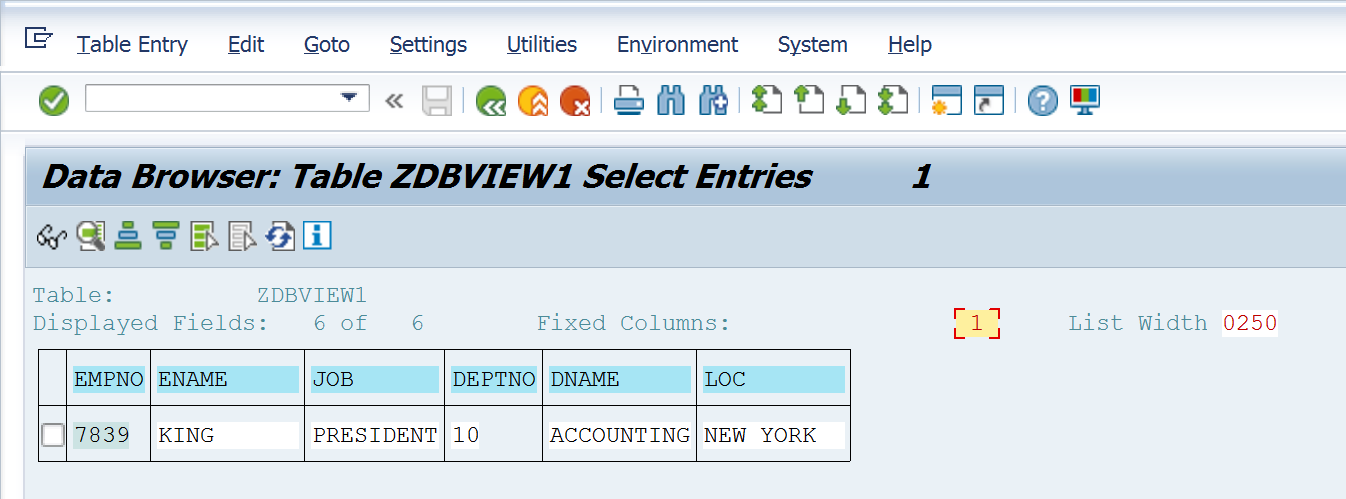 Table Entry Edit Goto Settings Utilities Environment System Help
Data Browser: Table ZDBVIEW1 Select Entries 1
Table: ZDBVIEW1
Displayed Fields: 6 of 6 Fixed Columns: 1 List Width 0250
EMPNO ENAME JOB DEPTNO DNAME LOC
7839 KING PRESIDENT 10 ACCOUNTING NEW YORK